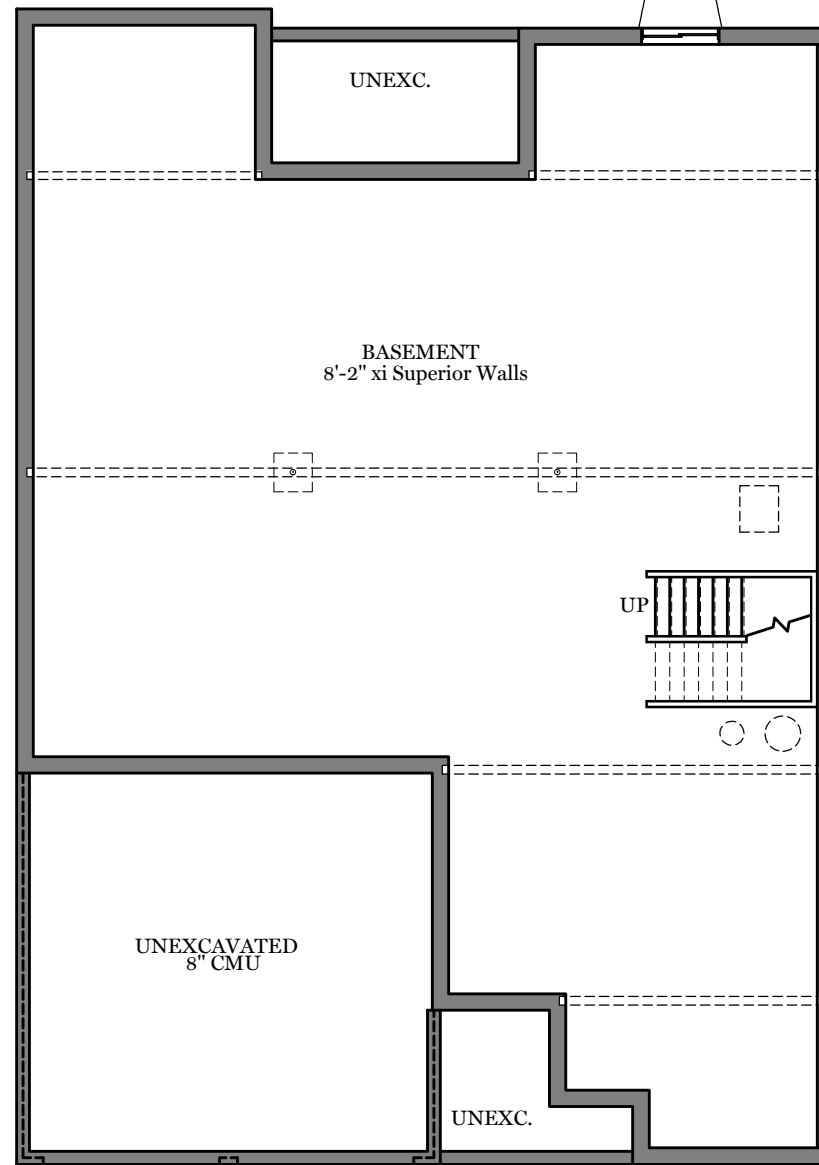 UNEXC.
BASEMENT
8'-2" xi Superior Walls
UP
UNEXCAVATED
8" CMU
UNEXC.